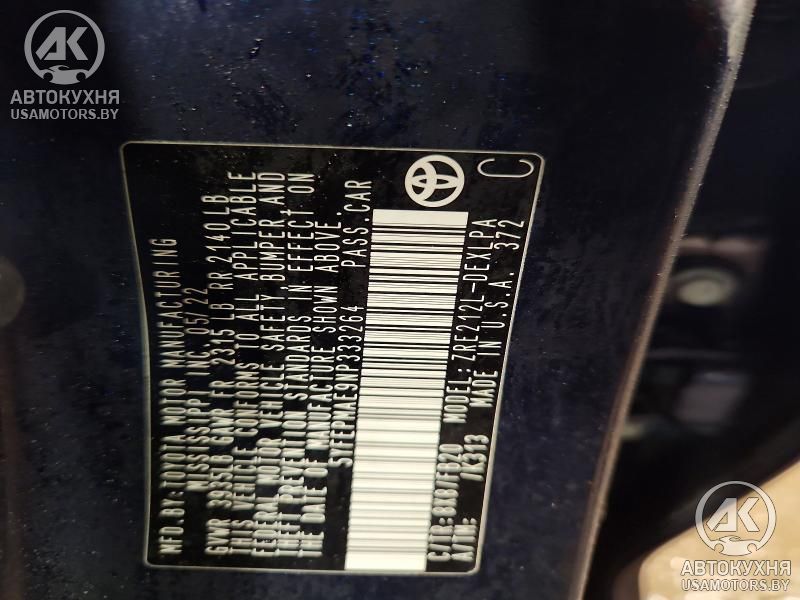 АК
АВТОКУХНЯ
USAMOTORS.BY
MFD.BY:TOYOTA MOTOR MANUFACTURING
MISSISSIPPI INC. 05/22
GVWR 3935LB GAWR FR 2315 LB RR 2140LB
THIS VEHICLE CONFORMS TO ALL APPLICABLE
FEDERAL MOTOR VEHICLE SAFETY,BUMPER,AND
THEFT PREVENTION STANDARDS IN EFFECT ON
THE DATE OF MANUFACTURE SHOWN ABOVE.
5YFEPMAE9NP333264 PASS.CAR
C/TR:8X8/FB20 MODEL:ZRE212L-DEXLPA
A/TM: /K313 MADE IN U.S.A. 372
C
АК
АВТОКУХНЯ
USAMOTORS.BY